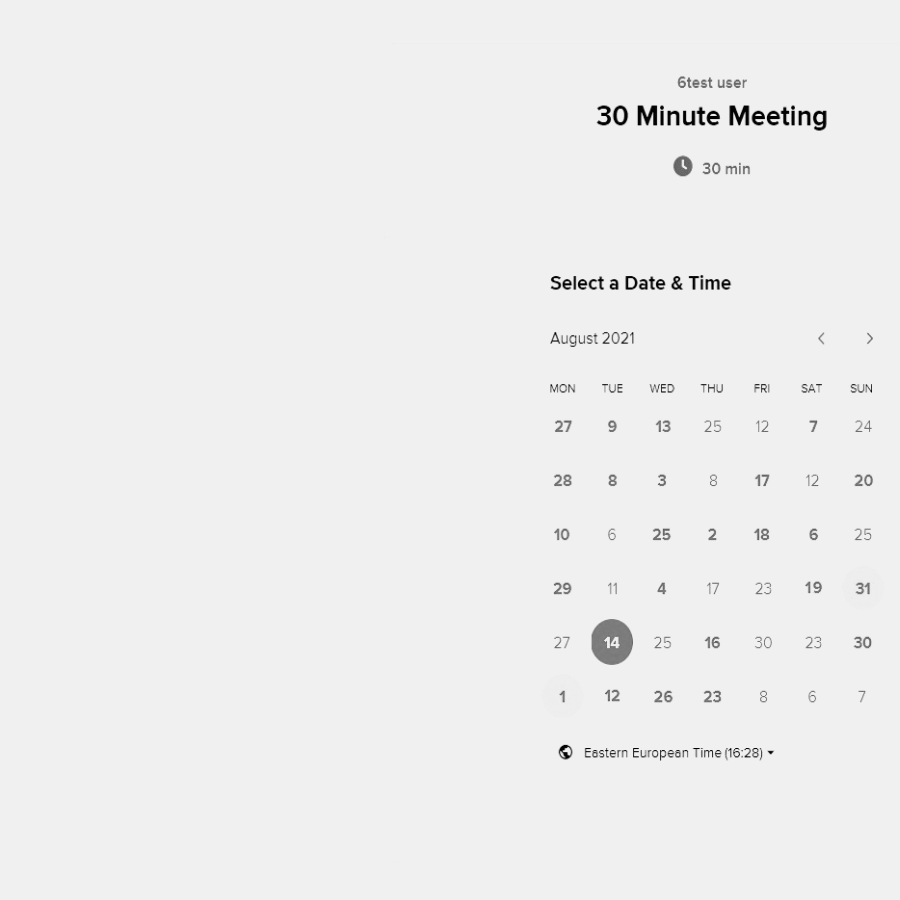 6test user
30 Minute Meeting
30 min
Select a Date & Time
August 2021
MON TUE WED THU FRI SAT SUN
27 9 13 25 12 7 24
28 8 3 8 17 12 20
10 6 25 2 18 6 25
29 11 4 17 23 19 31
27 14 25 16 30 23 30
1 12 26 23 8 6 7
Eastern European Time (16:28)